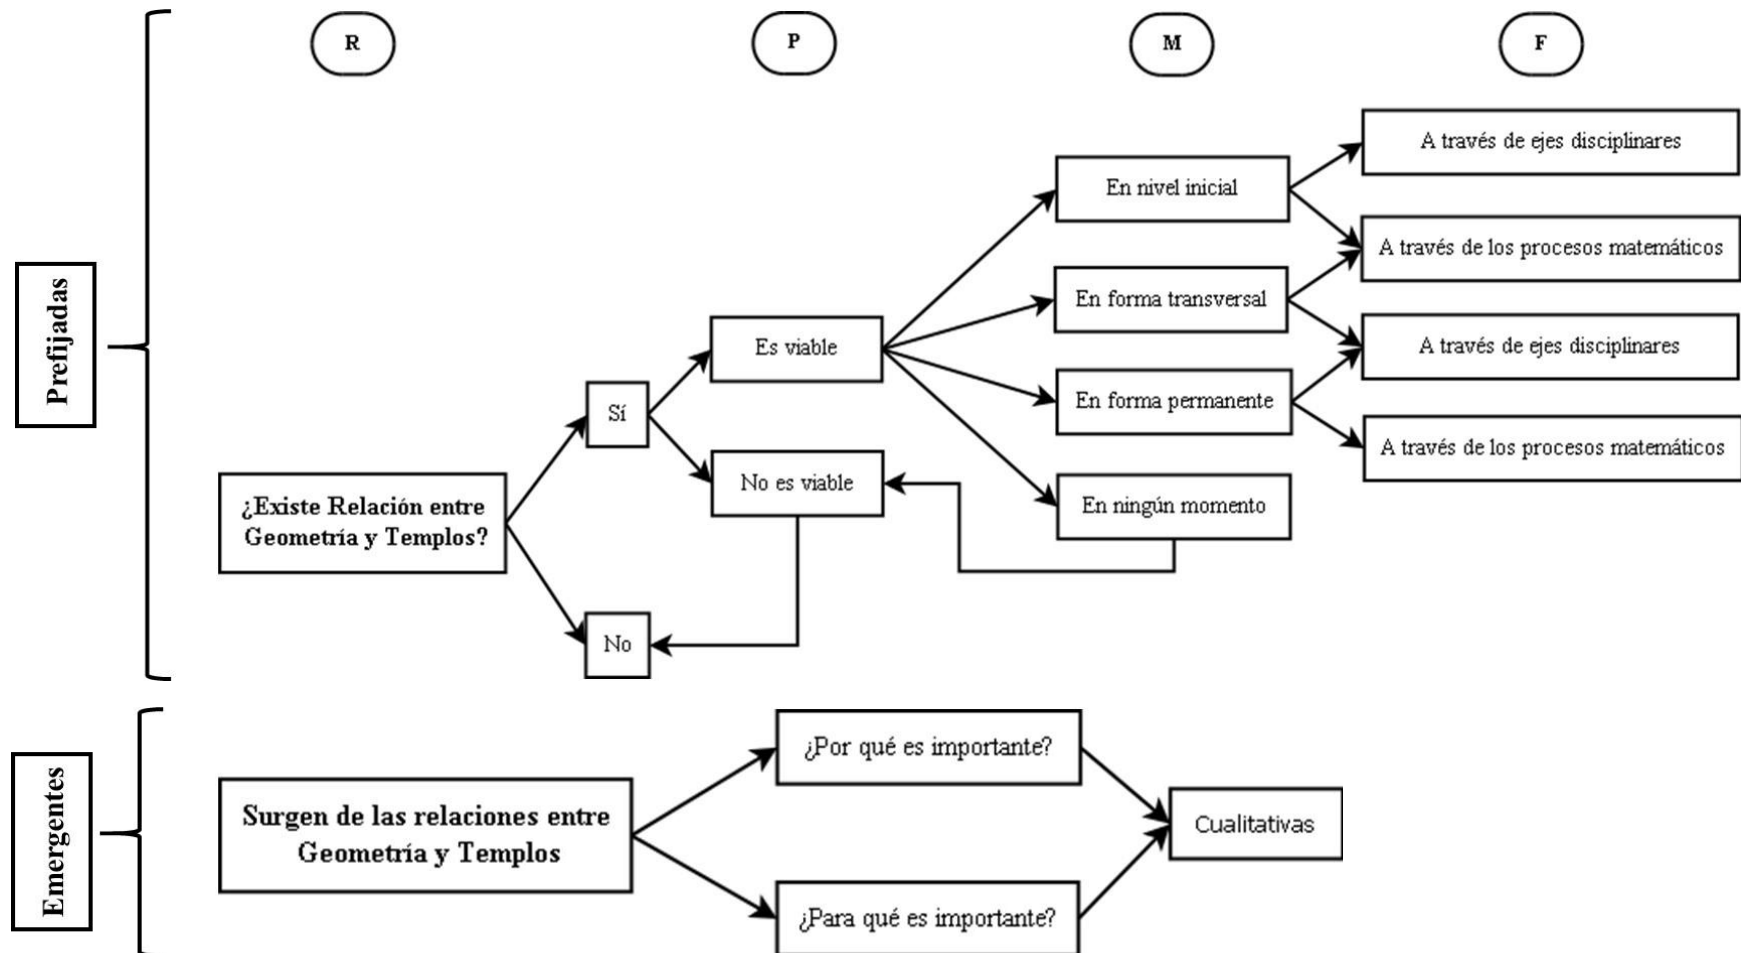 R
P
M
F
Prefijadas
¿Existe Relación entre
Geometría y Templos?
Sí
No
Es viable
No es viable
En nivel inicial
En forma transversal
En forma permanente
En ningún momento
A través de ejes disciplinares
A través de los procesos matemáticos
A través de ejes disciplinares
A través de los procesos matemáticos
Emergentes
Surgen de las relaciones entre
Geometría y Templos
¿Por qué es importante?
¿Para qué es importante?
Cualitativas